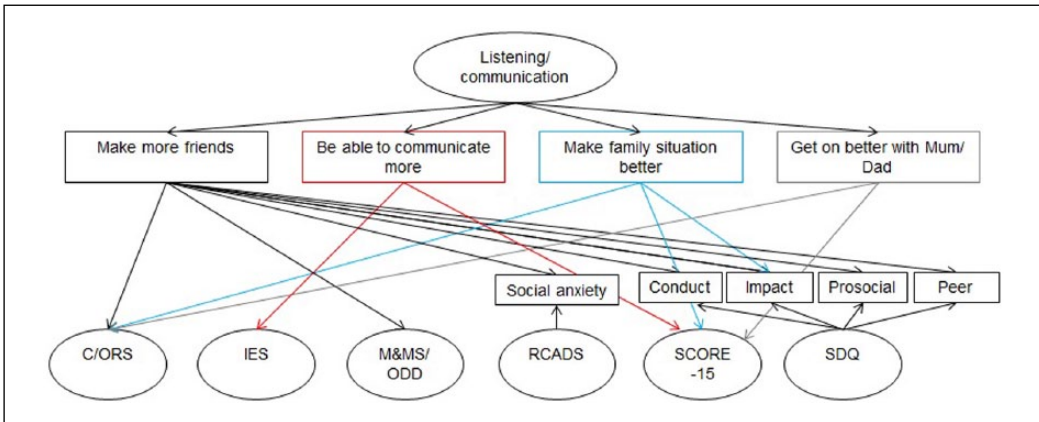 Listening/
communication
Make more friends
Be able to communicate
more
Make family situation
better
Get on better with Mum/
Dad
Social anxiety
Conduct
Impact
Prosocial
Peer
C/ORS
IES
M&MS/
ODD
RCADS
SCORE
-15
SDQ